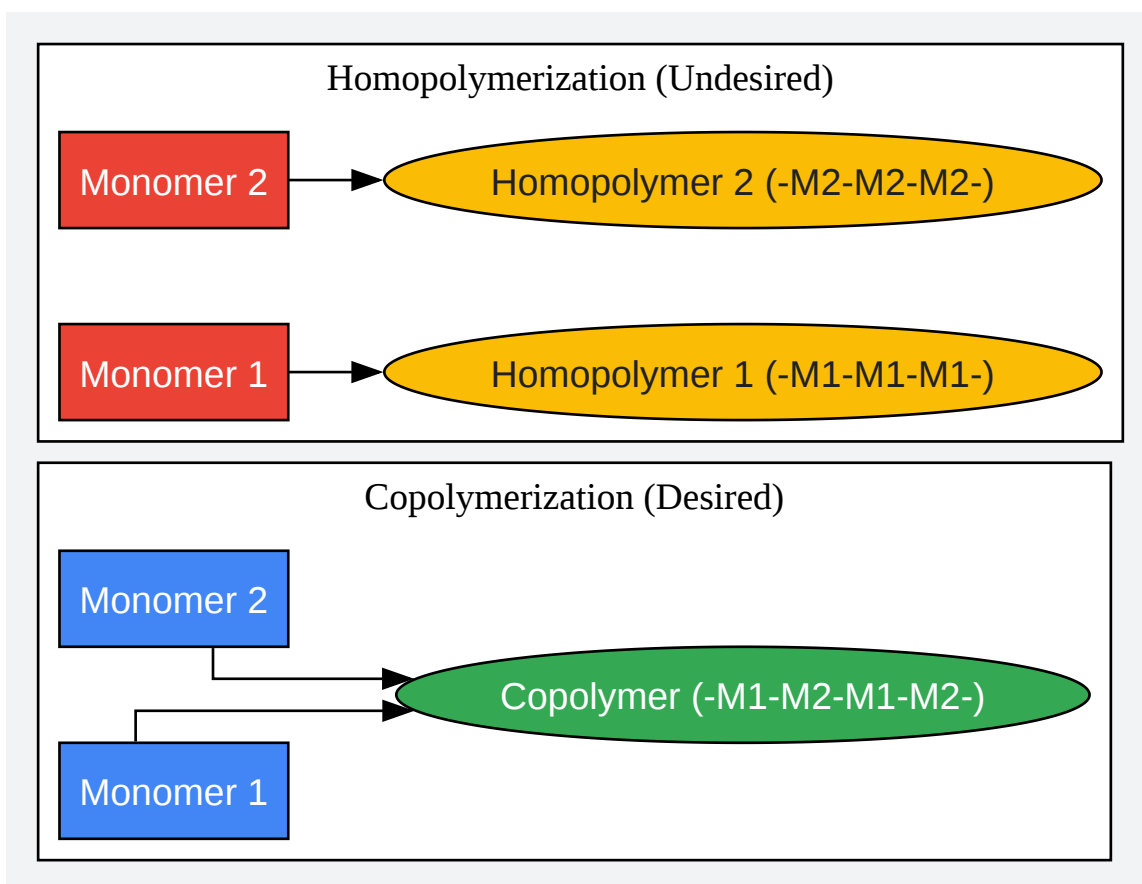 Homopolymerization (Undesired)
Monomer 2
Homopolymer 2 (-M2-M2-M2-)
Monomer 1
Homopolymer 1 (-M1-M1-M1-)
Copolymerization (Desired)
Monomer 2
Copolymer (-M1-M2-M1-M2-)
Monomer 1